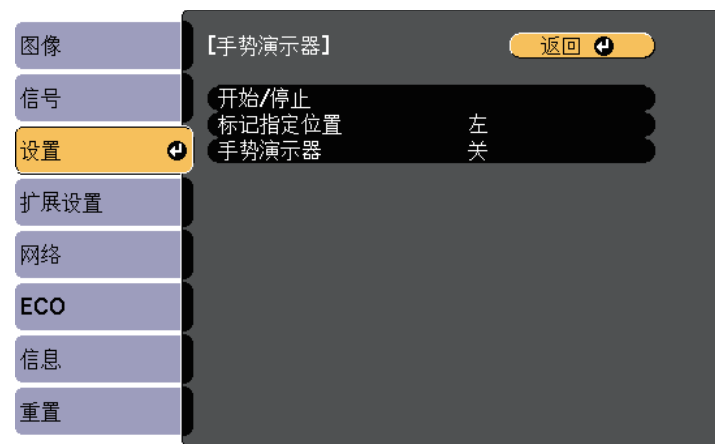 图像
信号
设置
扩展设置
网络
ECO
信息
重置
[手势演示器]
返回
开始/停止
标记指定位置 左
手势演示器 关